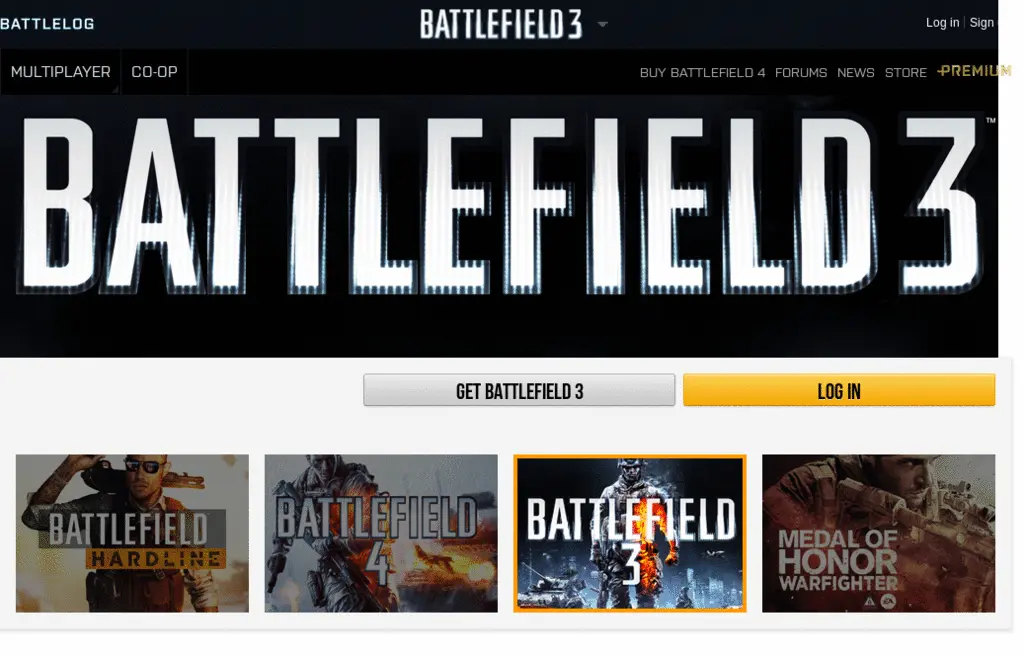 BATTLELOG
BATTLEFIELD 3
Log in | Sign
MULTIPLAYER
CO-OP
BUY BATTLEFIELD 4
FORUMS
NEWS
STORE
PREMIUM
BATTLEFIELD 3™
GET BATTLEFIELD 3
LOG IN
BATTLEFIELD
HARDLINE
BATTLEFIELD
4
BATTLEFIELD
3
MEDAL OF
HONOR
WARFIGHTER
EA